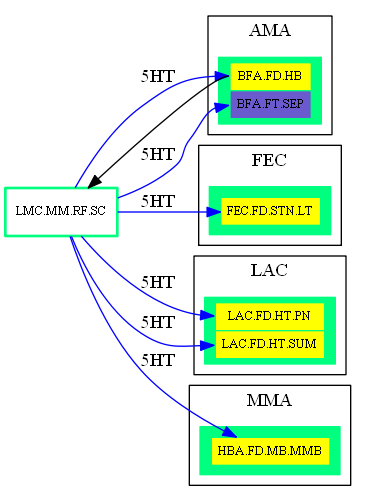 AMA
5HT
BFA.FD.HB
BFA.FT.SEP
5HT
FEC
5HT
LMC.MM.RF.SC
FEC.FD.STN.LT
LAC
5HT
LAC.FD.HT.PN
5HT
LAC.FD.HT.SUM
5HT
MMA
HBA.FD.MB.MMB